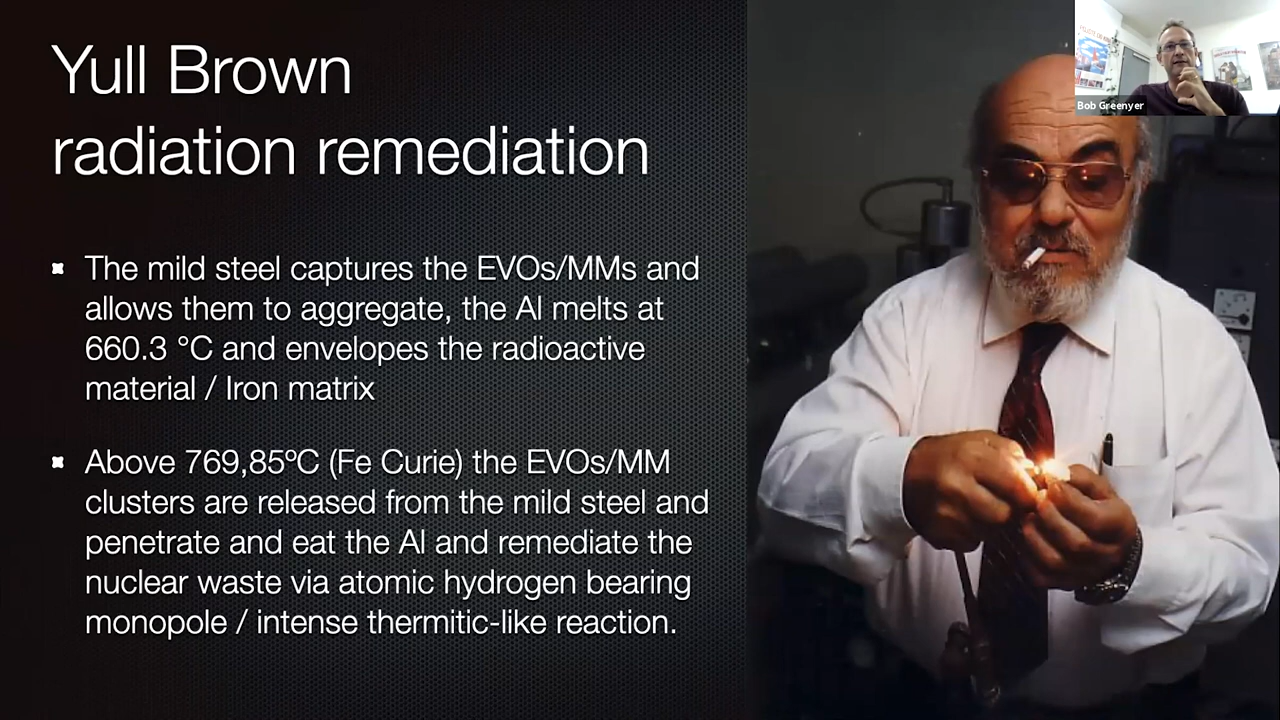 Yull Brown
radiation remediation
The mild steel captures the EVOs/MMs and
allows them to aggregate, the Al melts at
660.3 °C and envelopes the radioactive
material / Iron matrix
Above 769,85ºC (Fe Curie) the EVOs/MM
clusters are released from the mild steel and
penetrate and eat the Al and remediate the
nuclear waste via atomic hydrogen bearing
monopole / intense thermitic-like reaction.
Bob Greenyer